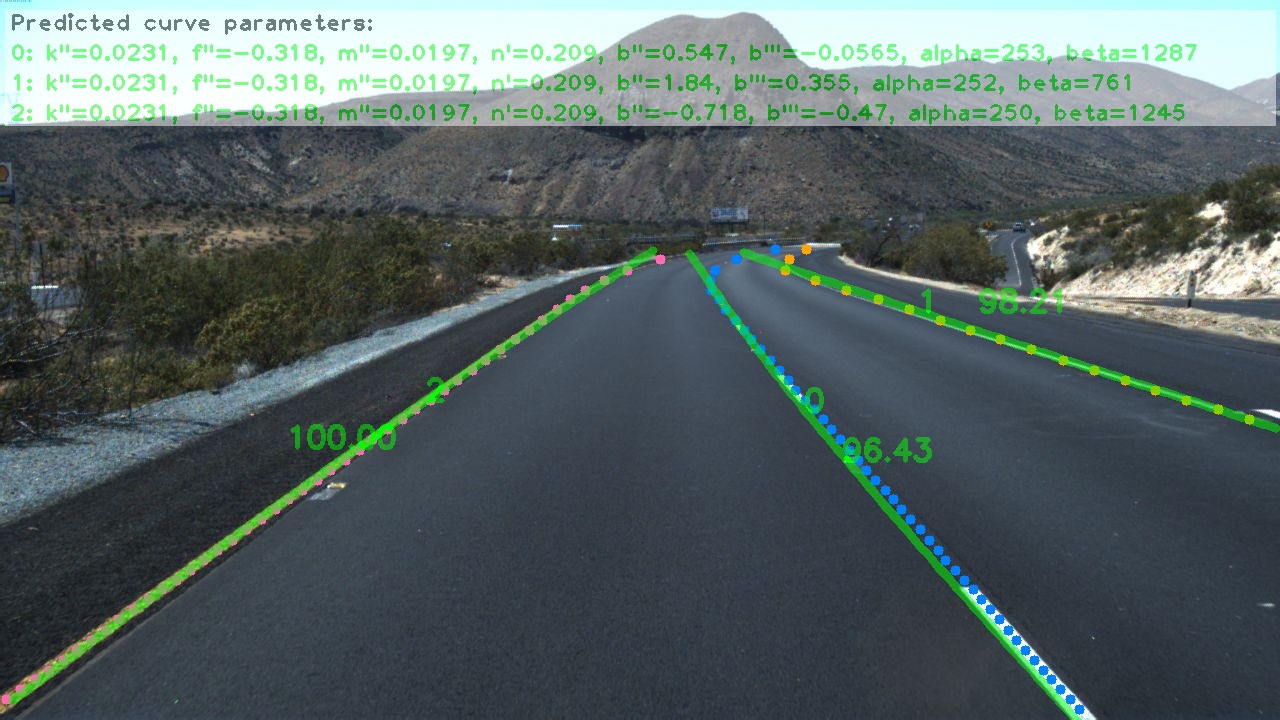 Predicted curve parameters:
0: k''=0.0231, f''=-0.318, m''=0.0197, n'=0.209, b''=0.547, b'''=-0.0565, alpha=253, beta=1287
1: k''=0.0231, f''=-0.318, m''=0.0197, n'=0.209, b''=1.84, b'''=0.355, alpha=252, beta=761
2: k''=0.0231, f''=-0.318, m''=0.0197, n'=0.209, b''=-0.718, b'''=-0.47, alpha=250, beta=1245
1 98.21
2
0
100.00
96.43